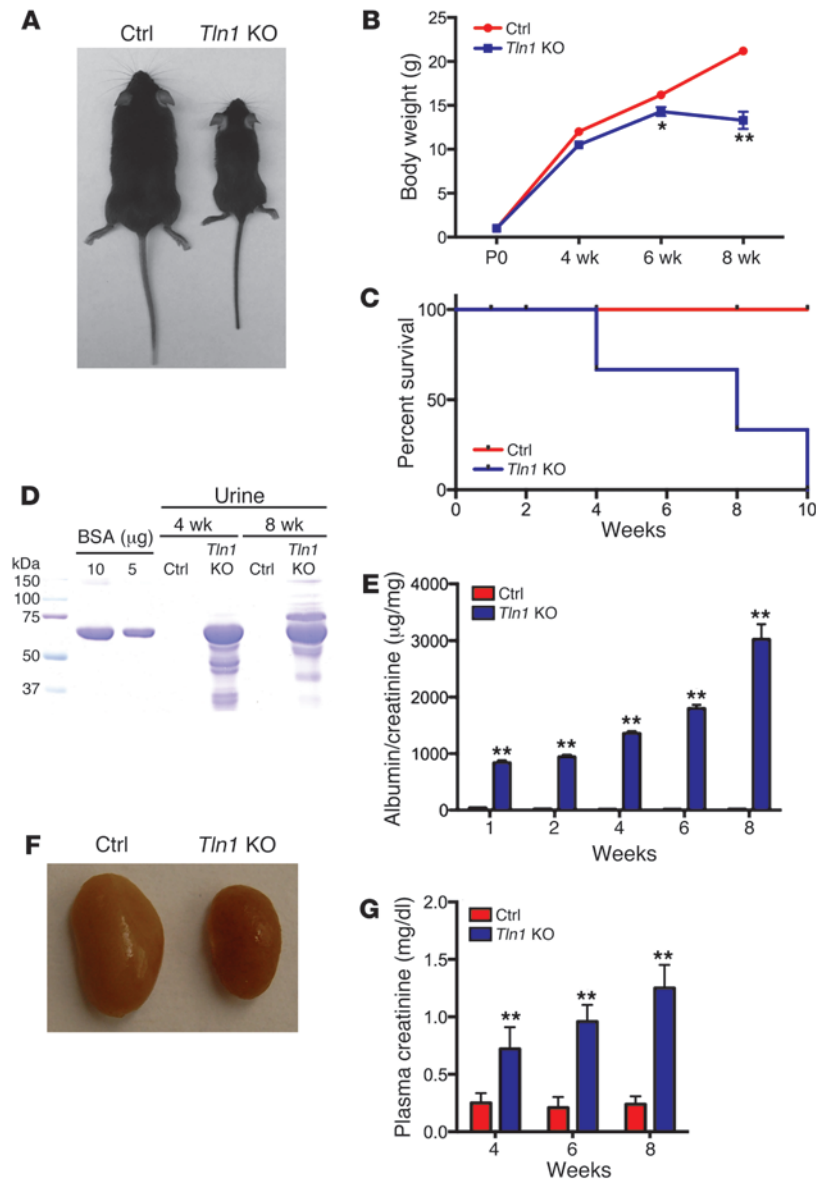 A
Ctrl Tln1 KO
B
Ctrl
Tln1 KO
Body weight (g)
25
20
15
10
5
0
*
**
P0 4 wk 6 wk 8 wk
C
Percent survival
100
50
0
Ctrl
Tln1 KO
0 2 4 6 8 10
Weeks
D
Urine
4 wk 8 wk
BSA (μg)
Tln1 Tln1
kDa 10 5 Ctrl KO Ctrl KO
150
100
75
50
37
E
Ctrl
Tln1 KO
Albumin/creatinine (μg/mg)
4000
3000
2000
1000
0
** ** ** ** **
1 2 4 6 8
Weeks
F
Ctrl Tln1 KO
G
Ctrl
Tln1 KO
Plasma creatinine (mg/dl)
2.0
1.5
1.0
0.5
0.0
** ** **
4 6 8
Weeks